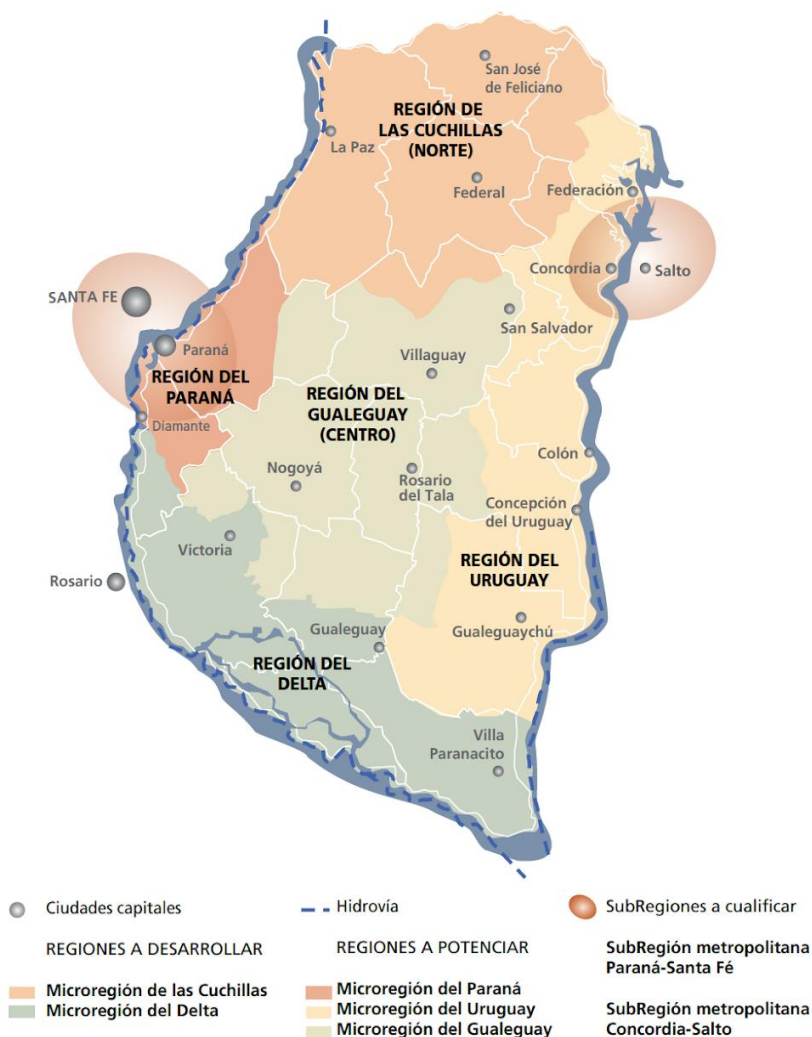 San José
de Feliciano
REGIÓN DE
LAS CUCHILLAS
(NORTE)
La Paz
Federal
Federación
SANTA FE
Concordia
Salto
San Salvador
Paraná
Villaguay
REGIÓN DEL
PARANÁ
REGIÓN DEL
GUALEGUAY
(CENTRO)
Diamante
Colón
Nogoyá
Rosario
del Tala
Concepción
del Uruguay
Victoria
REGIÓN DEL
URUGUAY
Rosario
Gualeguay
Gualeguaychú
REGIÓN DEL
DELTA
Villa
Paranacito
Ciudades capitales
Hidrovía
SubRegiones a cualificar
REGIONES A DESARROLLAR
REGIONES A POTENCIAR
SubRegión metropolitana
Paraná-Santa Fé
Microregión de las Cuchillas
Microregión del Delta
Microregión del Paraná
Microregión del Uruguay
Microregión del Gualeguay
SubRegión metropolitana
Concordia-Salto